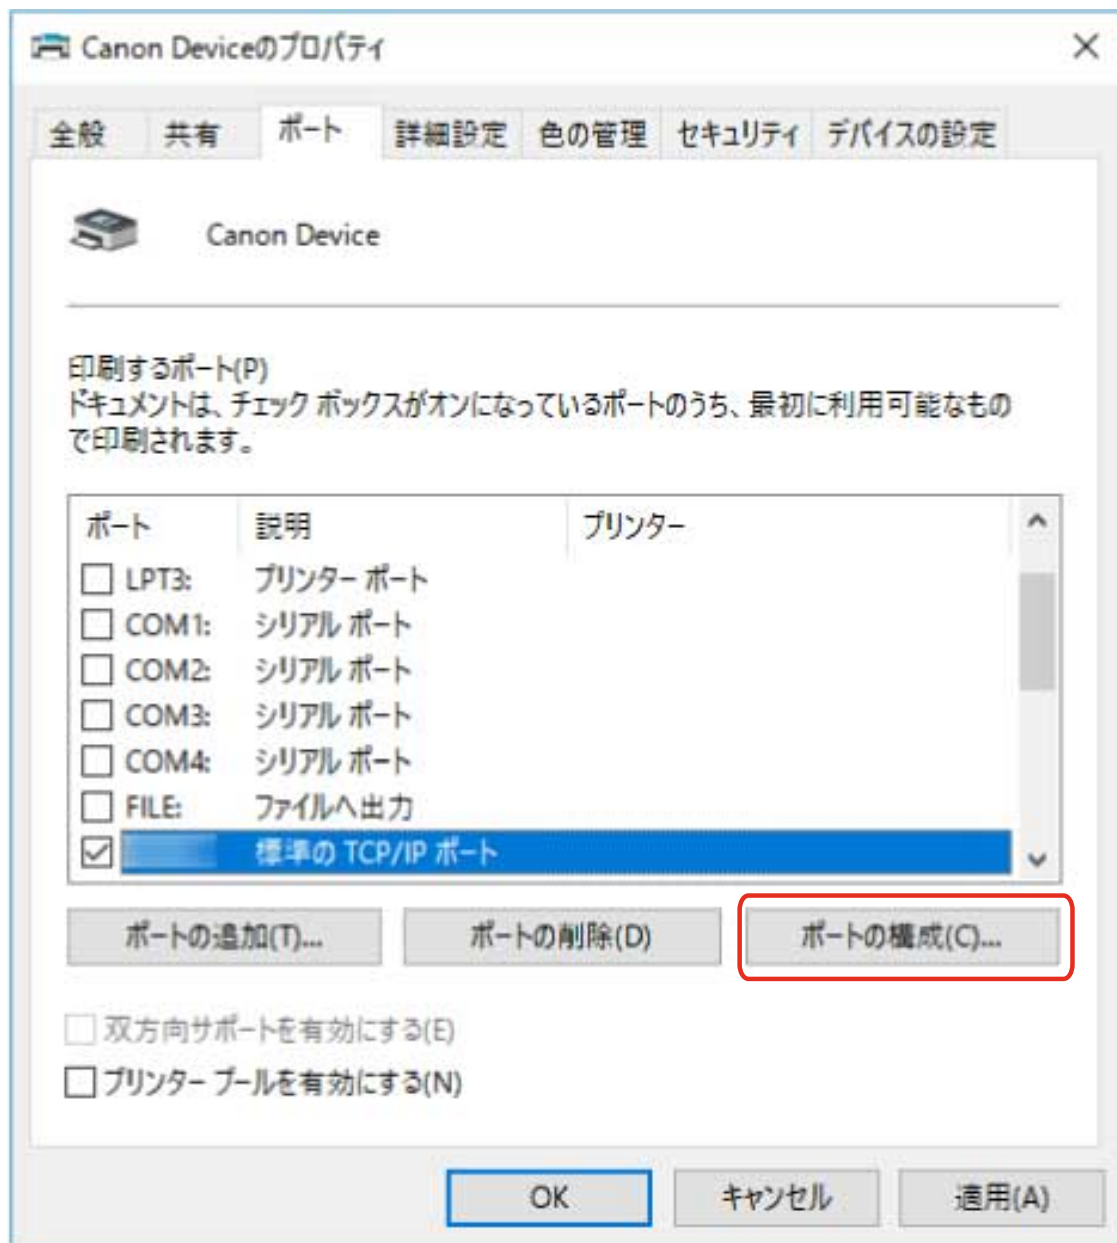 Canon Deviceのプロパティ
全般 共有 ポート 詳細設定 色の管理 セキュリティ デバイスの設定
Canon Device
印刷するポート(P)
ドキュメントは、チェック ボックスがオンになっているポートのうち、最初に利用可能なもの
で印刷されます。
ポート 説明 プリンター
LPT3: プリンター ポート
COM1: シリアル ポート
COM2: シリアル ポート
COM3: シリアル ポート
COM4: シリアル ポート
FILE: ファイルへ出力
標準の TCP/IP ポート
ポートの追加(T)... ポートの削除(D) ポートの構成(C)...
双方向サポートを有効にする(E)
プリンター プールを有効にする(N)
OK キャンセル 適用(A)